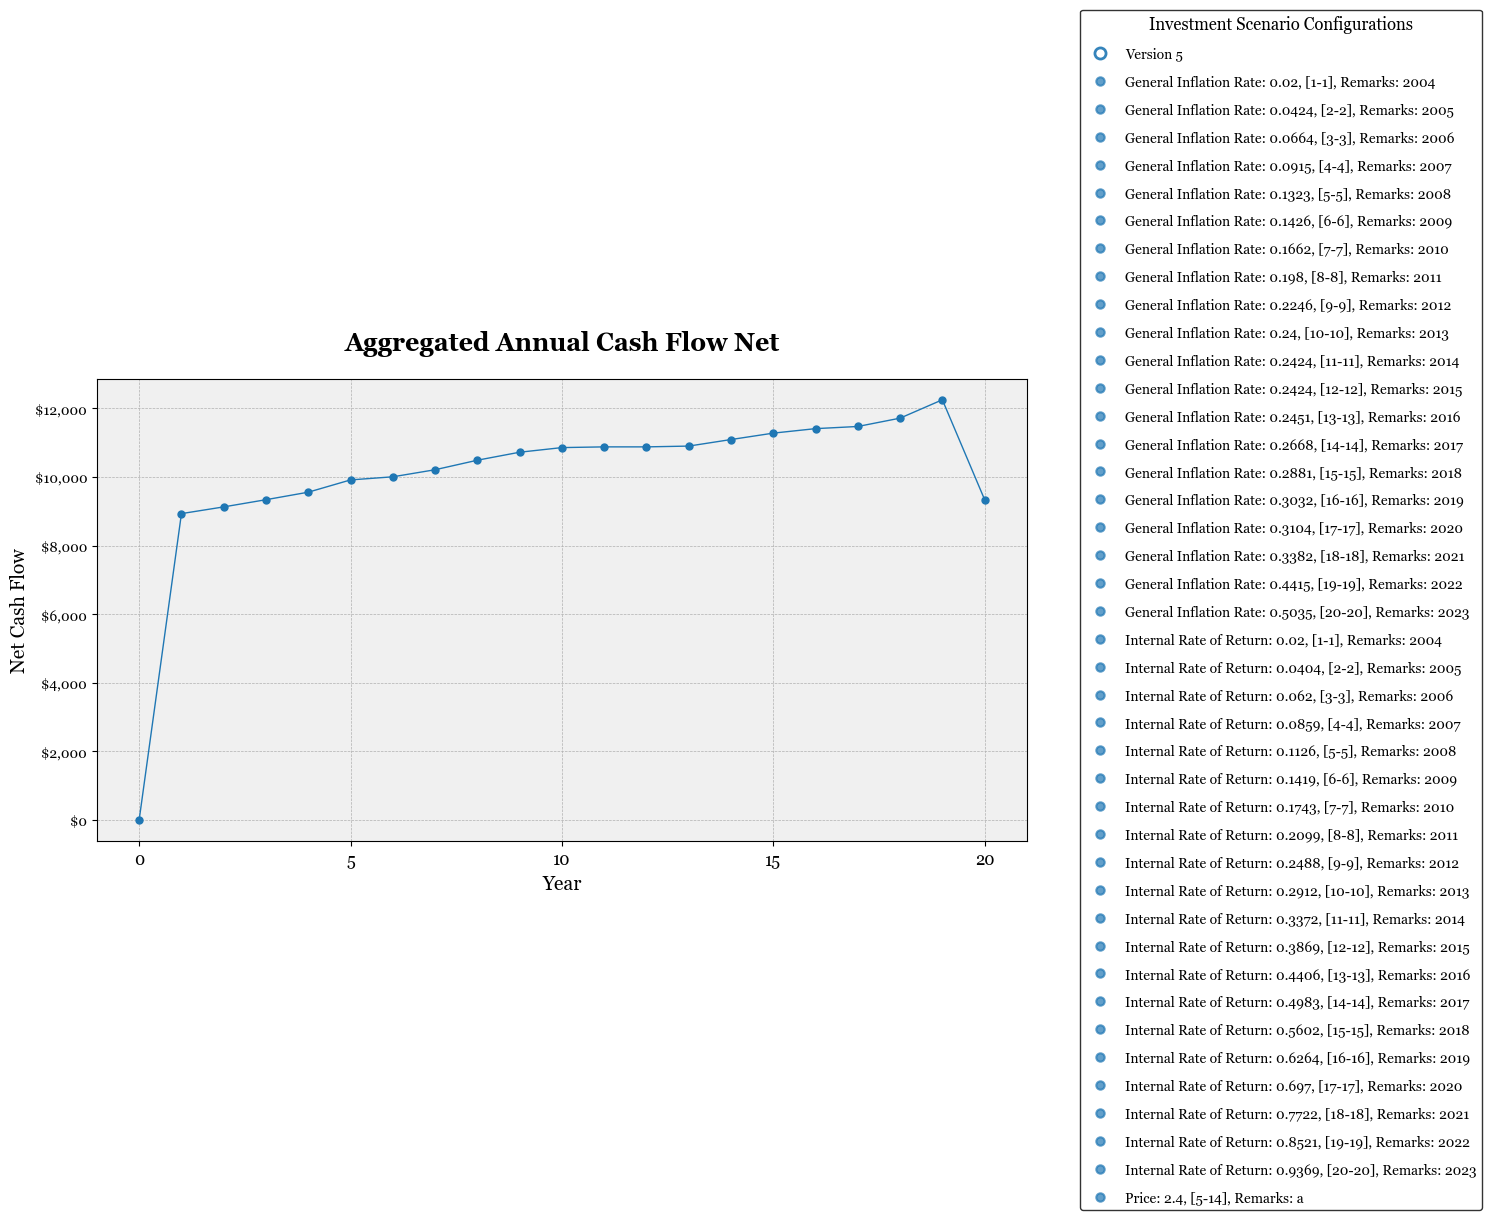 Investment Scenario Configurations
Version 5
General Inflation Rate: 0.02, [1-1], Remarks: 2004
General Inflation Rate: 0.0424, [2-2], Remarks: 2005
General Inflation Rate: 0.0664, [3-3], Remarks: 2006
General Inflation Rate: 0.0915, [4-4], Remarks: 2007
General Inflation Rate: 0.1323, [5-5], Remarks: 2008
General Inflation Rate: 0.1426, [6-6], Remarks: 2009
General Inflation Rate: 0.1662, [7-7], Remarks: 2010
General Inflation Rate: 0.198, [8-8], Remarks: 2011
General Inflation Rate: 0.2246, [9-9], Remarks: 2012
General Inflation Rate: 0.24, [10-10], Remarks: 2013
General Inflation Rate: 0.2424, [11-11], Remarks: 2014
General Inflation Rate: 0.2424, [12-12], Remarks: 2015
General Inflation Rate: 0.2451, [13-13], Remarks: 2016
General Inflation Rate: 0.2668, [14-14], Remarks: 2017
General Inflation Rate: 0.2881, [15-15], Remarks: 2018
General Inflation Rate: 0.3032, [16-16], Remarks: 2019
General Inflation Rate: 0.3104, [17-17], Remarks: 2020
General Inflation Rate: 0.3382, [18-18], Remarks: 2021
General Inflation Rate: 0.4415, [19-19], Remarks: 2022
General Inflation Rate: 0.5035, [20-20], Remarks: 2023
Internal Rate of Return: 0.02, [1-1], Remarks: 2004
Internal Rate of Return: 0.0404, [2-2], Remarks: 2005
Internal Rate of Return: 0.062, [3-3], Remarks: 2006
Internal Rate of Return: 0.0859, [4-4], Remarks: 2007
Internal Rate of Return: 0.1126, [5-5], Remarks: 2008
Internal Rate of Return: 0.1419, [6-6], Remarks: 2009
Internal Rate of Return: 0.1743, [7-7], Remarks: 2010
Internal Rate of Return: 0.2099, [8-8], Remarks: 2011
Internal Rate of Return: 0.2488, [9-9], Remarks: 2012
Internal Rate of Return: 0.2912, [10-10], Remarks: 2013
Internal Rate of Return: 0.3372, [11-11], Remarks: 2014
Internal Rate of Return: 0.3869, [12-12], Remarks: 2015
Internal Rate of Return: 0.4406, [13-13], Remarks: 2016
Internal Rate of Return: 0.4983, [14-14], Remarks: 2017
Internal Rate of Return: 0.5602, [15-15], Remarks: 2018
Internal Rate of Return: 0.6264, [16-16], Remarks: 2019
Internal Rate of Return: 0.697, [17-17], Remarks: 2020
Internal Rate of Return: 0.7722, [18-18], Remarks: 2021
Internal Rate of Return: 0.8521, [19-19], Remarks: 2022
Internal Rate of Return: 0.9369, [20-20], Remarks: 2023
Price: 2.4, [5-14], Remarks: a
Aggregated Annual Cash Flow Net
Net Cash Flow
$12,000
$10,000
$8,000
$6,000
$4,000
$2,000
$0
0 5 10 15 20
Year